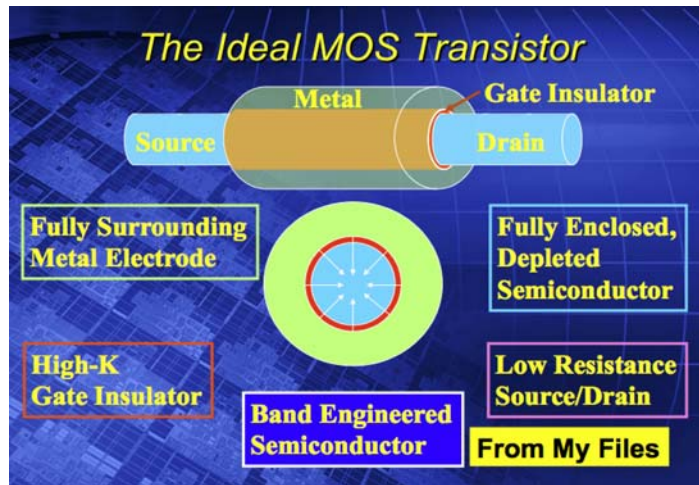 The Ideal MOS Transistor
Metal
Gate Insulator
Source
Drain
Fully Surrounding
Metal Electrode
Fully Enclosed,
Depleted
Semiconductor
High-K
Gate Insulator
Low Resistance
Source/Drain
Band Engineered
Semiconductor
From My Files